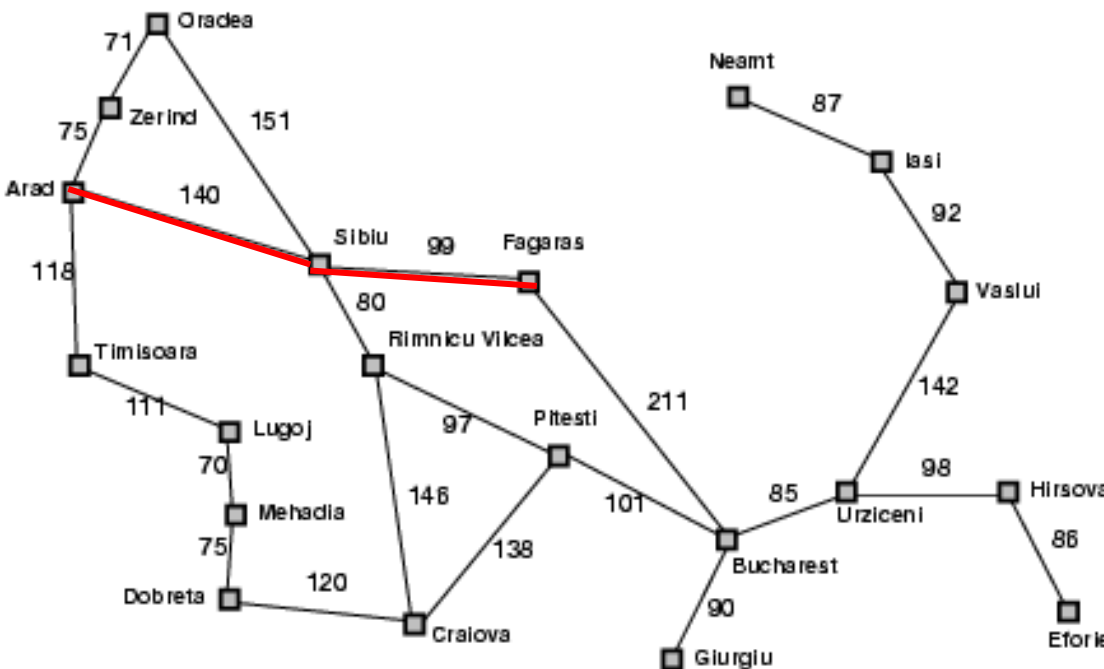 Oradea
71
Neamt
87
Zerind
151
75
Iasi
Arad
140
92
Sibiu
99
Fagaras
118
80
Vaslui
Timisoara
Rimnicu Vilcea
142
111
211
Lugoj
97
Pitesti
70
98
146
101
85
Hirsova
Mehadia
Urziceni
75
138
86
Bucharest
120
Dobreta
90
Craiova
Eforie
Giurgiu